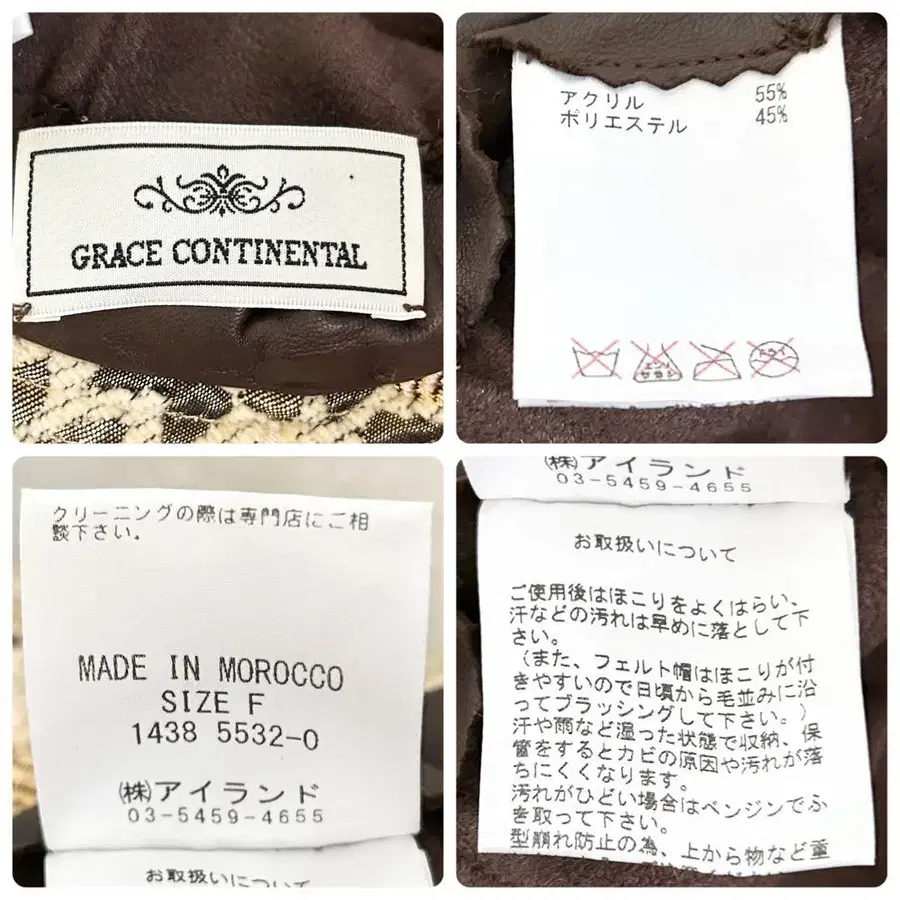 GRACE CONTINENTAL
アクリル 55%
ポリエステル 45%
エンソ
サラシ
ドライ
クリーニングの際は専門店にご相
談下さい。
MADE IN MOROCCO
SIZE F
1438 5532-0
㈱アイランド
03-5459-4655
お取扱いについて
㈱アイランド
03-5459-4655
お取扱いについて
ご使用後はほこりをよくはらい、
汗などの汚れは早めに落として下
さい。
(また、フェルト帽はほこりが付
きやすいので日頃から毛並みに沿
ってブラッシングして下さい。)
汗や雨など湿った状態で収納、保
管をするとカビの原因や汚れが落
ちにくくなります。
汚れがひどい場合はベンジンでふ
を取って下さい。
型崩れ防止の為、上から物など重